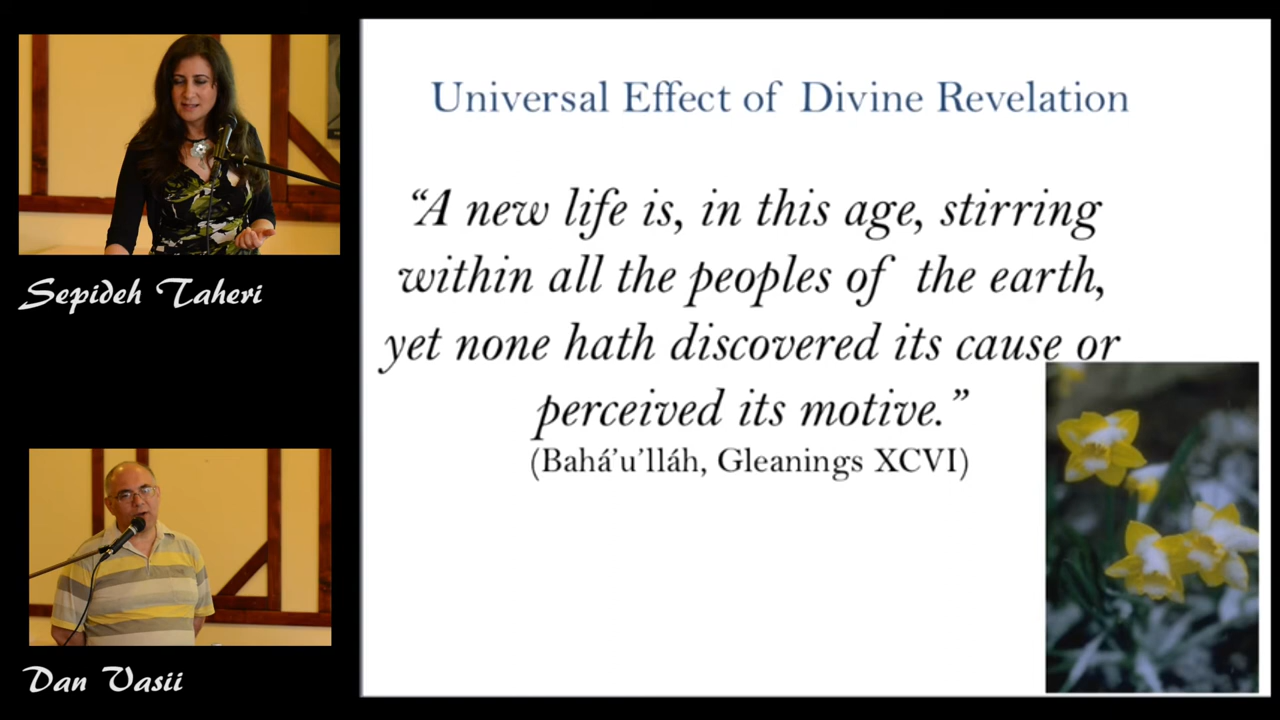 Sepideh Taheri
Dan Vasii
Universal Effect of Divine Revelation
“A new life is, in this age, stirring
within all the peoples of the earth,
yet none hath discovered its cause or
perceived its motive.”
(Bahá’u’lláh, Gleanings XCVI)